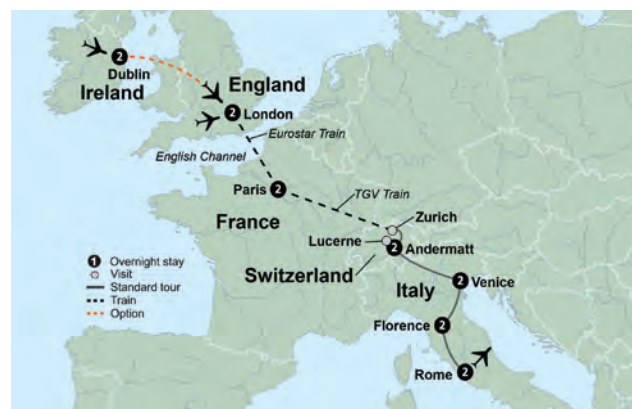 2
Dublin
Ireland
England
2
London
Eurostar Train
English Channel
Paris
2
TGV Train
France
Zurich
Lucerne
2
Andermatt
Switzerland
2
Venice
Italy
Florence
2
Rome
2
1 Overnight stay
Visit
Standard tour
Train
Option